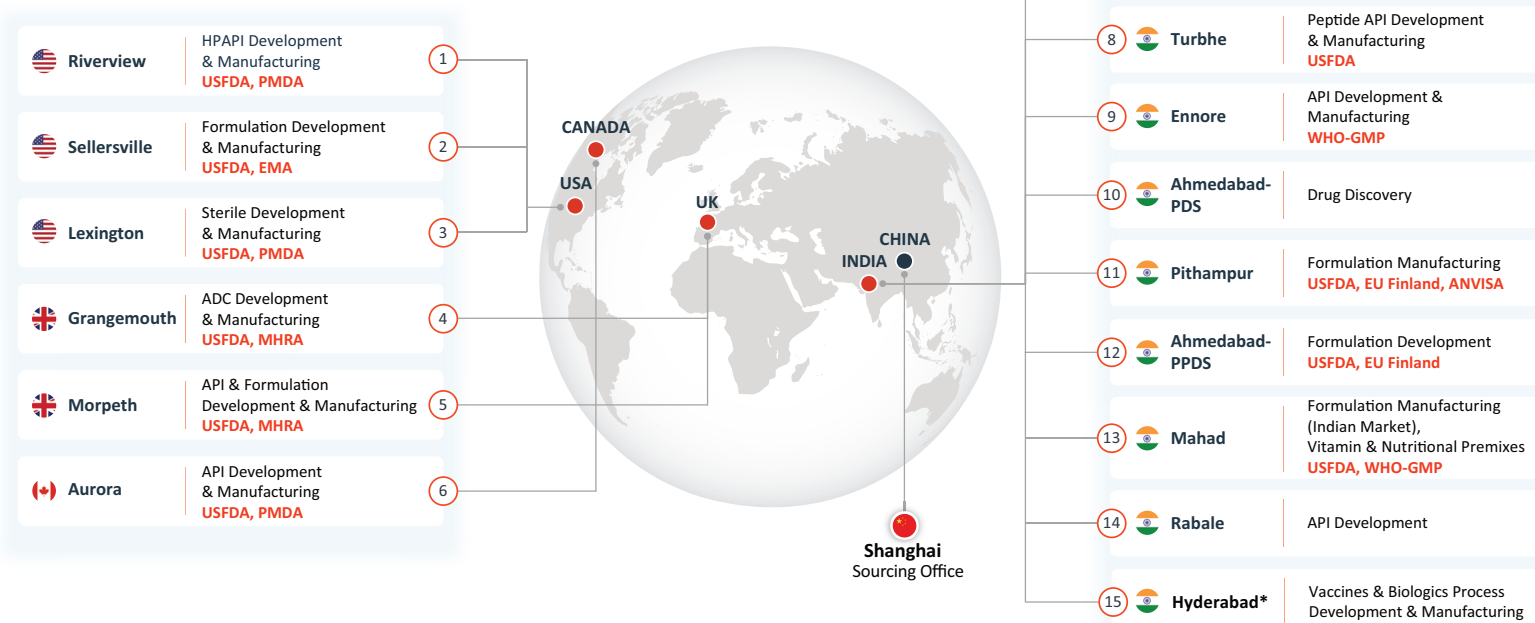 Riverview
HPAPI Development
& Manufacturing
USFDA, PMDA
1
Sellersville
Formulation Development
& Manufacturing
USFDA, EMA
2
Lexington
Sterile Development
& Manufacturing
USFDA, PMDA
3
Grangemouth
ADC Development
& Manufacturing
USFDA, MHRA
4
Morpeth
API & Formulation
Development & Manufacturing
USFDA, MHRA
5
Aurora
API Development
& Manufacturing
USFDA, PMDA
6
CANADA
USA
UK
CHINA
INDIA
Shanghai
Sourcing Office
8
Turbhe
Peptide API Development
& Manufacturing
USFDA
9
Ennore
API Development &
Manufacturing
WHO-GMP
10
Ahmedabad-
PDS
Drug Discovery
11
Pithampur
Formulation Manufacturing
USFDA, EU Finland, ANVISA
12
Ahmedabad-
PPDS
Formulation Development
USFDA, EU Finland
13
Mahad
Formulation Manufacturing
(Indian Market),
Vitamin & Nutritional Premixes
USFDA, WHO-GMP
14
Rabale
API Development
15
Hyderabad*
Vaccines & Biologics Process
Development & Manufacturing